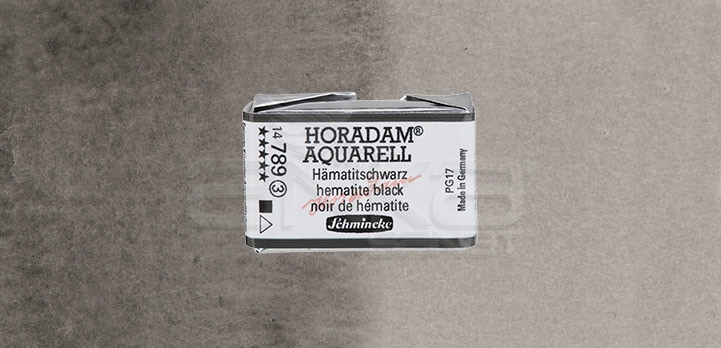 HORADAM®
AQUARELL
Hämatitschwarz
hematite black
noir de hématite
Schmincke
14 789 3
★★★★★
PG17
Made in Germany